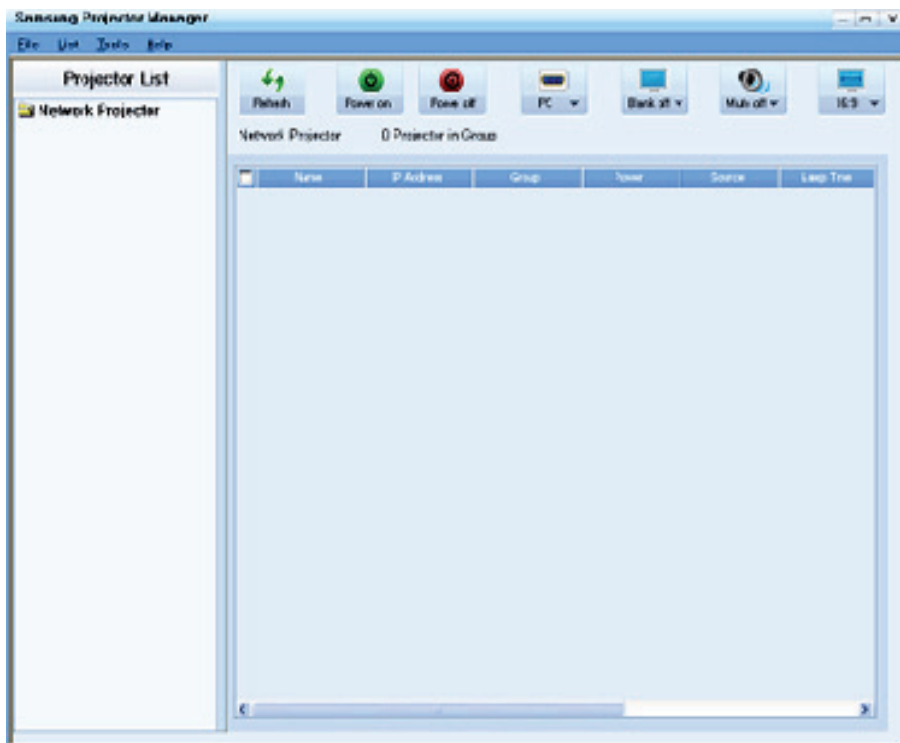 Samsung Projector Manager
File List Tools Help
Projector List
Network Projector
Refresh Power on Power off PC Blank off Mute off 16:9
Network Projector 0 Projector in Group
Name IP Address Group Power Source Lamp Time